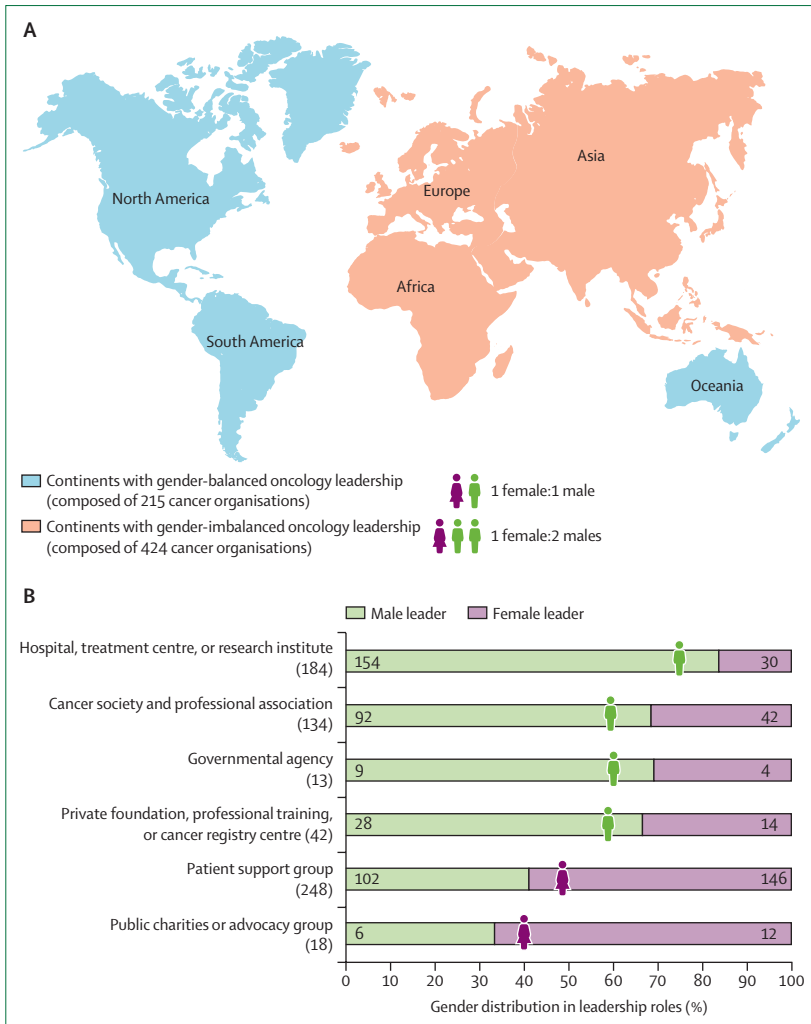 A
North America
Europe
Asia
Africa
South America
Oceania
Continents with gender-balanced oncology leadership
(composed of 215 cancer organisations)
1 female:1 male
Continents with gender-imbalanced oncology leadership
(composed of 424 cancer organisations)
1 female:2 males
B
Male leader
Female leader
Hospital, treatment centre, or research institute
(184)
154
30
Cancer society and professional association
(134)
92
42
Governmental agency
(13)
9
4
Private foundation, professional training,
or cancer registry centre (42)
28
14
Patient support group
(248)
102
146
Public charities or advocacy group
(18)
6
12
0 10 20 30 40 50 60 70 80 90 100
Gender distribution in leadership roles (%)